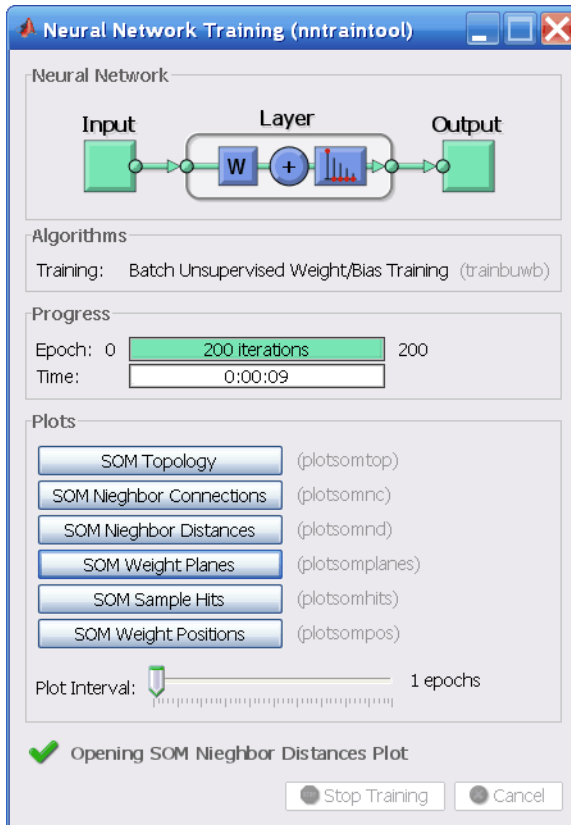 Neural Network Training (nntraintool)
Neural Network
Input Layer Output
W +
Algorithms
Training: Batch Unsupervised Weight/Bias Training (trainbuwb)
Progress
Epoch: 0 200 iterations 200
Time: 0:00:09
Plots
SOM Topology (plotsomtop)
SOM Nieghbor Connections (plotsomnc)
SOM Nieghbor Distances (plotsomnd)
SOM Weight Planes (plotsomplanes)
SOM Sample Hits (plotsomhits)
SOM Weight Positions (plotsompos)
Plot Interval: 1 epochs
Opening SOM Nieghbor Distances Plot
Stop Training Cancel